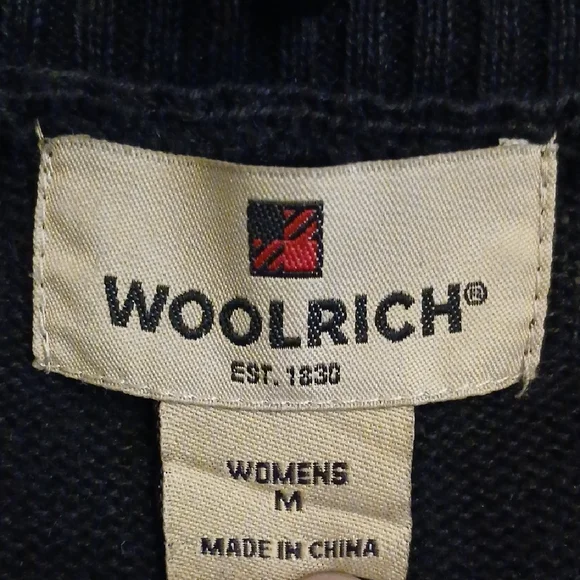 WOOLRICH®
EST. 1830
WOMENS
M
MADE IN CHINA